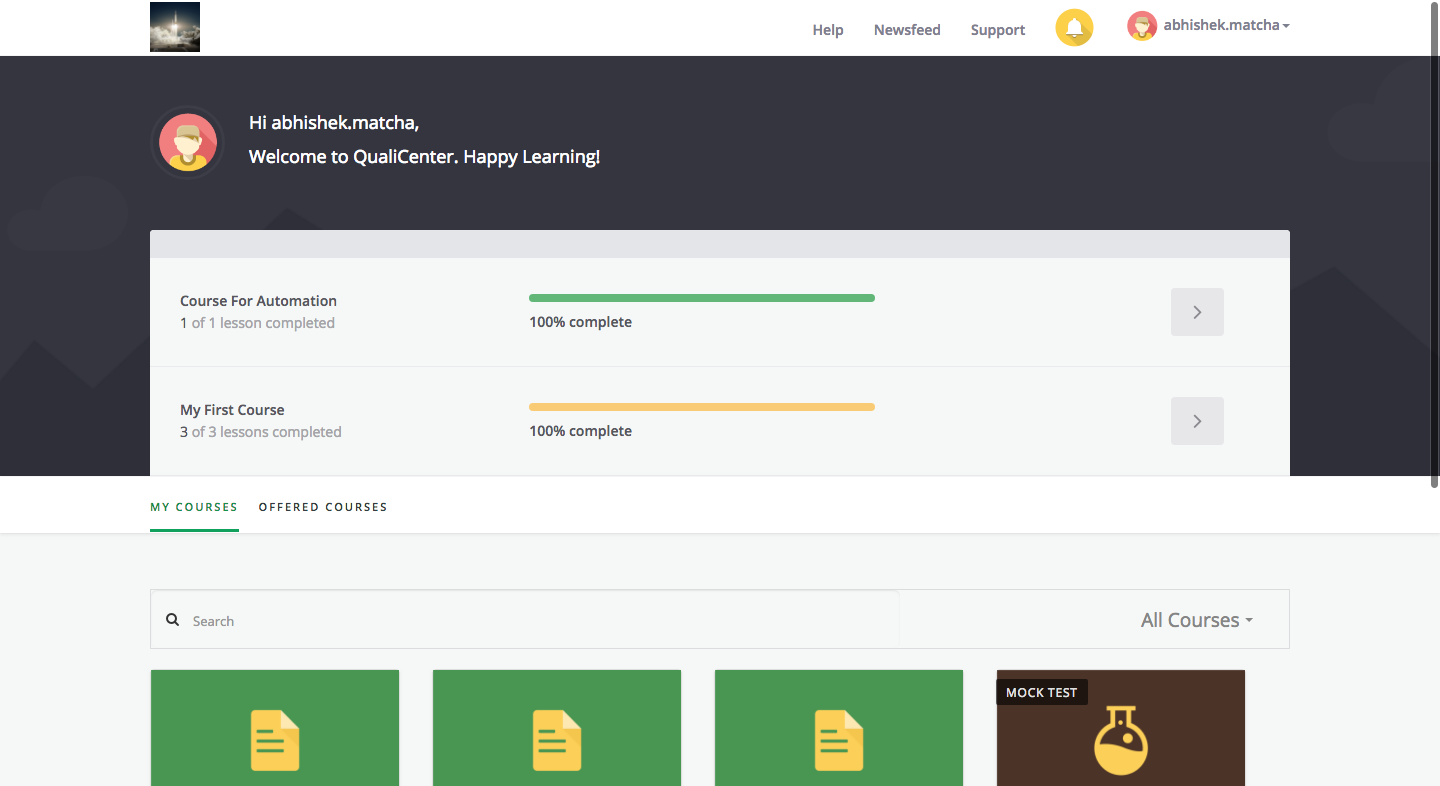 Help Newsfeed Support abhishek.matcha
Hi abhishek.matcha,
Welcome to QualiCenter. Happy Learning!
Course For Automation
1 of 1 lesson completed
100% complete
My First Course
3 of 3 lessons completed
100% complete
MY COURSES OFFERED COURSES
Search
All Courses
MOCK TEST